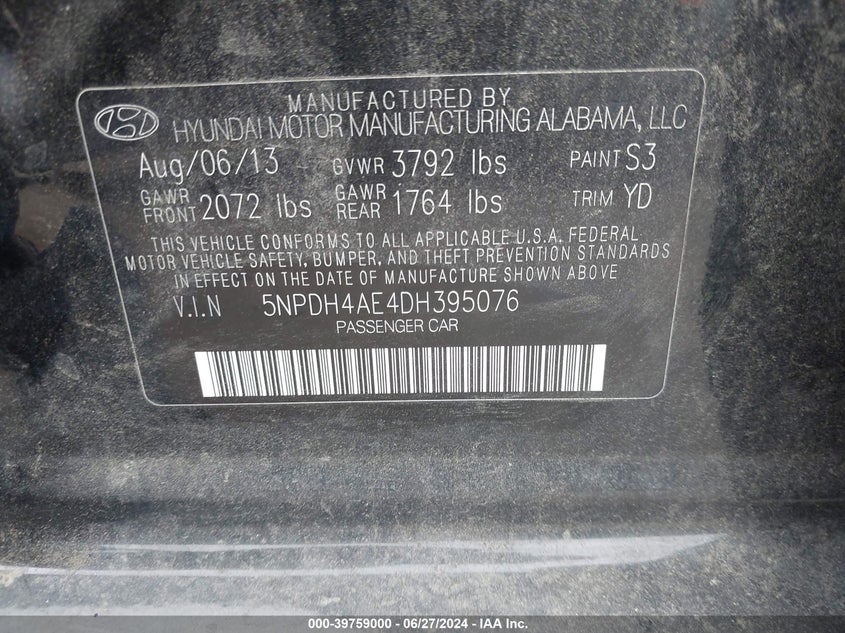 MANUFACTURED BY
HYUNDAI MOTOR MANUFACTURING ALABAMA, LLC
Aug/06/13 GVWR 3792 lbs PAINT S3
GAWR FRONT 2072 lbs GAWR REAR 1764 lbs TRIM YD
THIS VEHICLE CONFORMS TO ALL APPLICABLE U.S.A. FEDERAL
MOTOR VEHICLE SAFETY, BUMPER, AND THEFT PREVENTION STANDARDS
IN EFFECT ON THE DATE OF MANUFACTURE SHOWN ABOVE
V.I.N 5NPDH4AE4DH395076
PASSENGER CAR
000-39759000 - 06/27/2024 - IAA Inc.